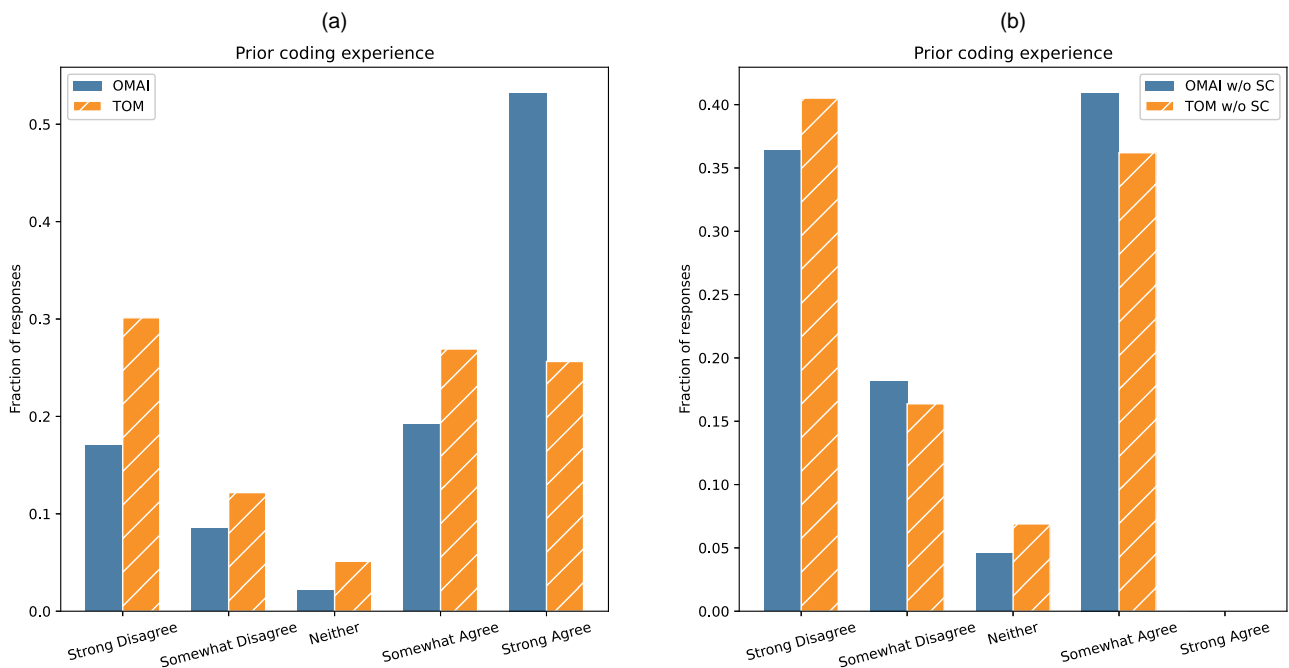 (a)
Prior coding experience
OMAI
TOM
Fraction of responses
0.5
0.4
0.3
0.2
0.1
0.0
Strong Disagree
Somewhat Disagree
Neither
Somewhat Agree
Strong Agree
(b)
Prior coding experience
OMAI w/o SC
TOM w/o SC
Fraction of responses
0.40
0.35
0.30
0.25
0.20
0.15
0.10
0.05
0.00
Strong Disagree
Somewhat Disagree
Neither
Somewhat Agree
Strong Agree